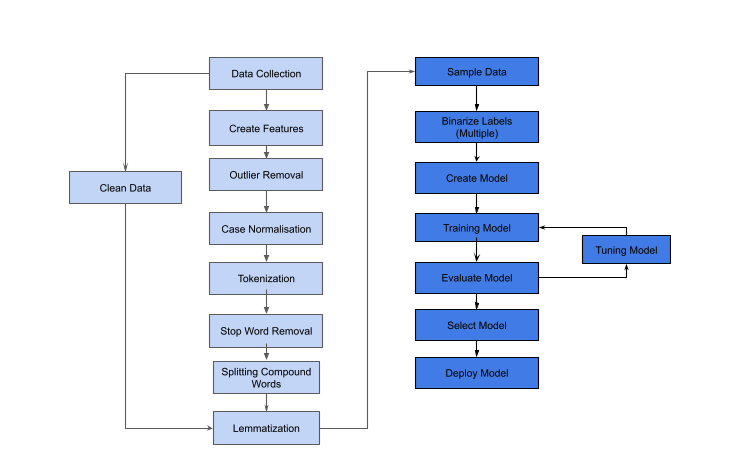 Data Collection
Create Features
Outlier Removal
Clean Data
Case Normalisation
Tokenization
Stop Word Removal
Splitting Compound
Words
Lemmatization
Sample Data
Binarize Labels
(Multiple)
Create Model
Training Model
Tuning Model
Evaluate Model
Select Model
Deploy Model